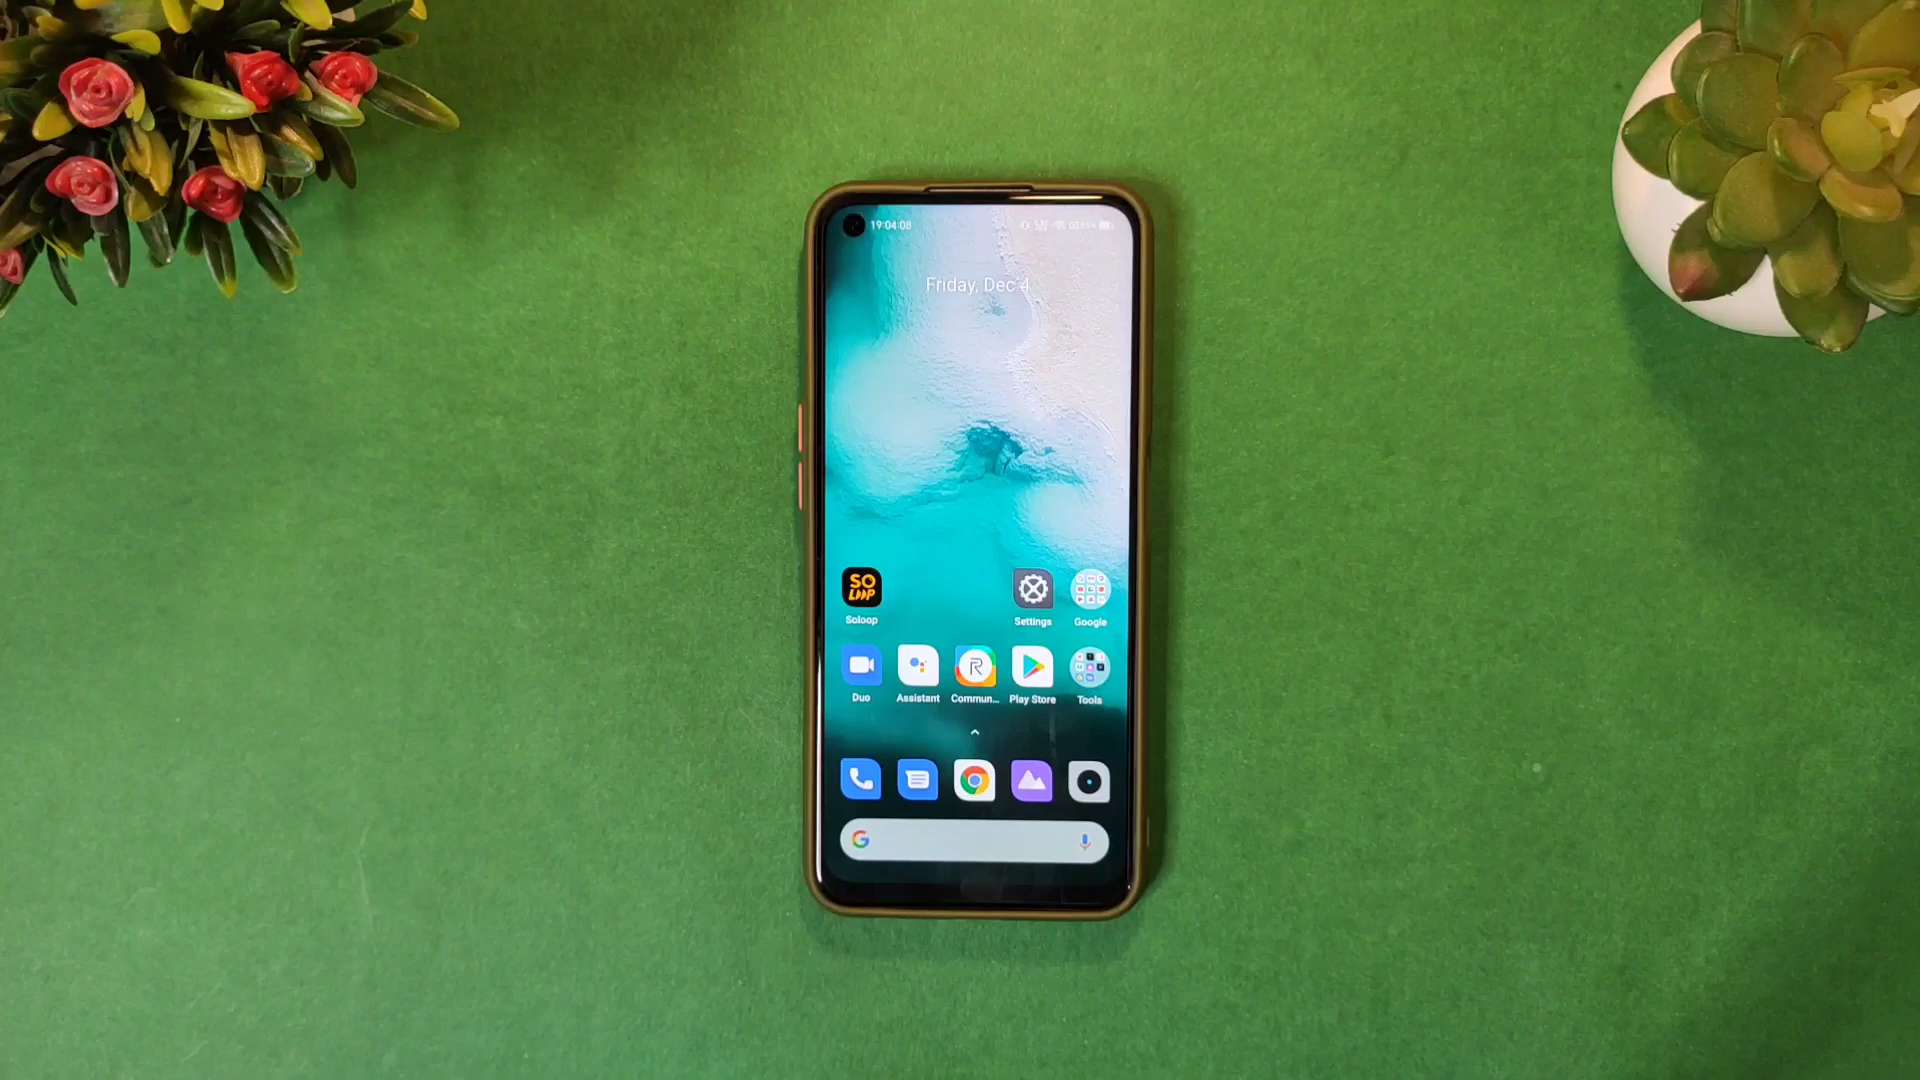 19:04:08
Friday, Dec 4
SO
LOOP
Soloop
Settings
Google
Duo
Assistant
Commun...
Play Store
Tools